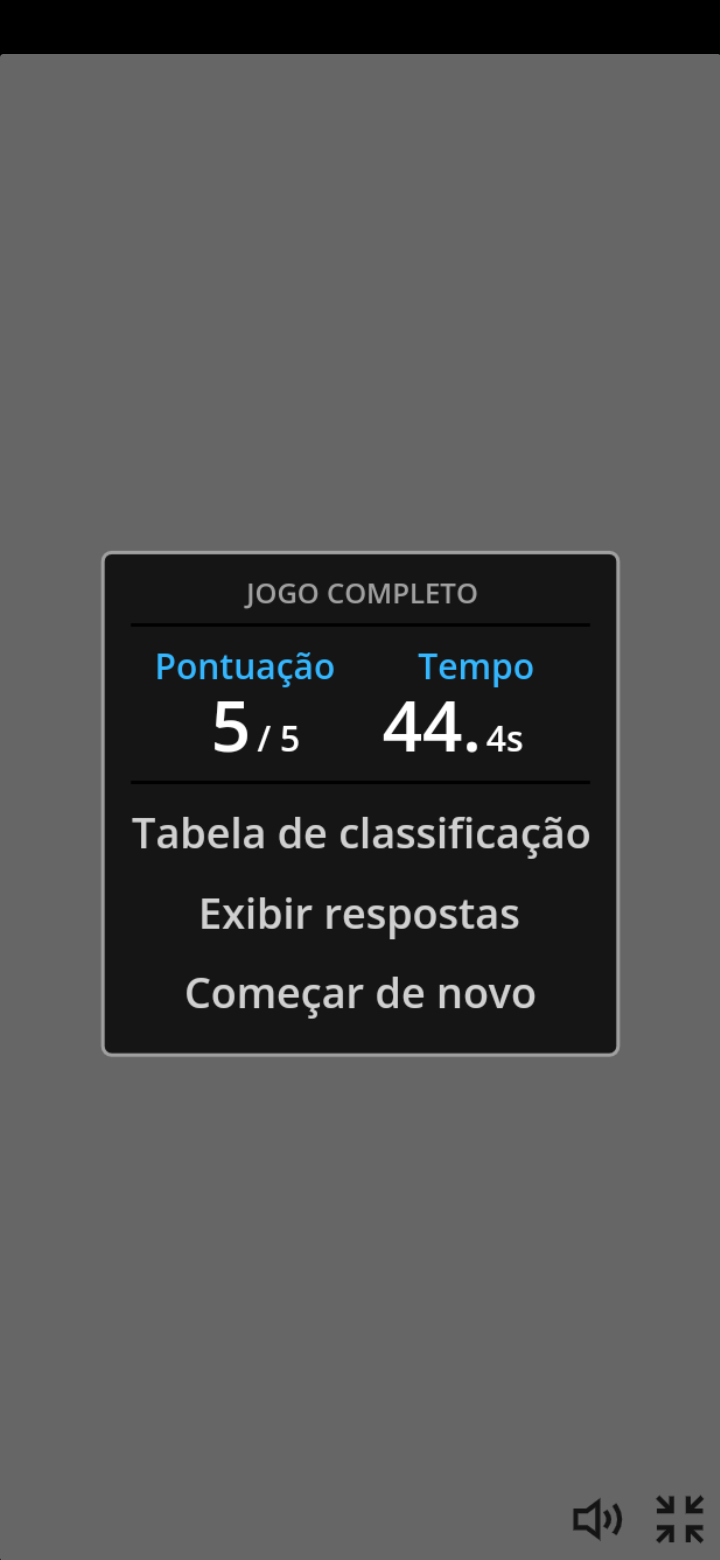 JOGO COMPLETO
Pontuação Tempo
5 / 5 44.4s
Tabela de classificação
Exibir respostas
Começar de novo